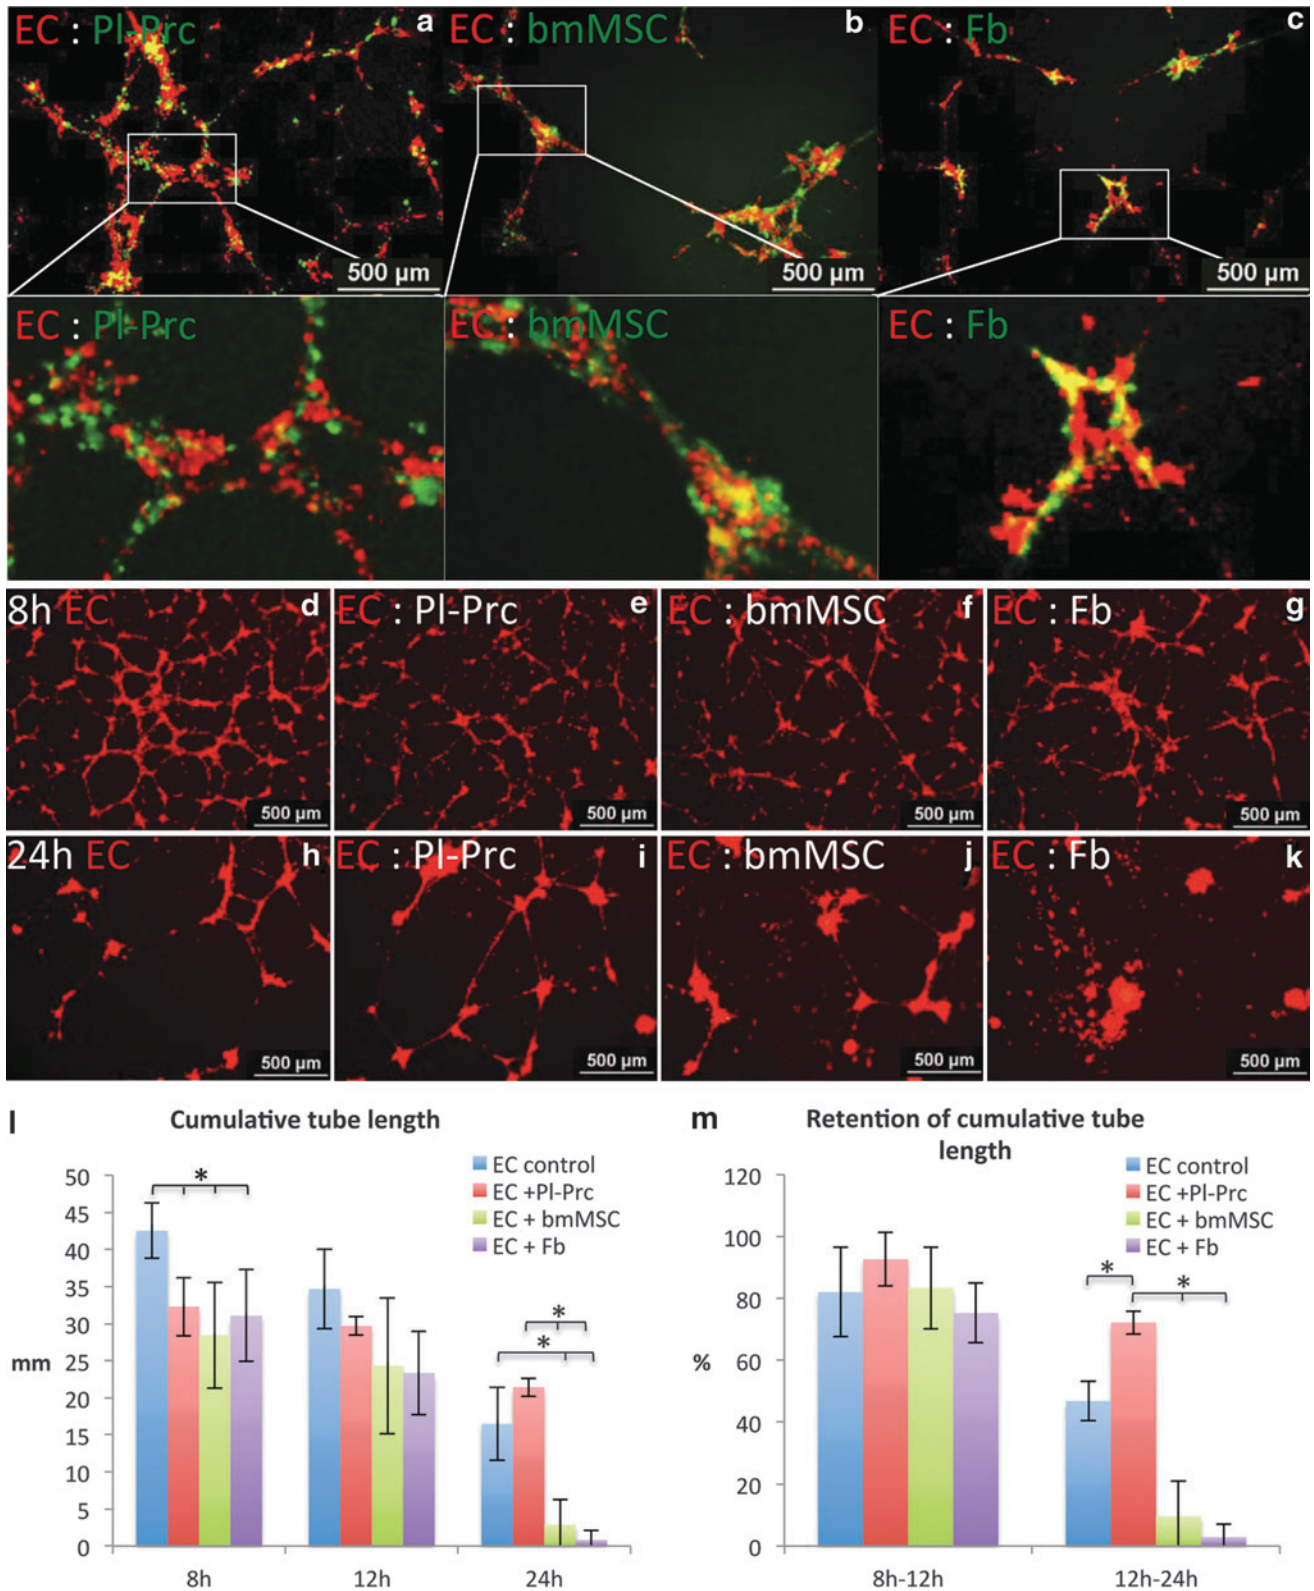 EC : Pl-Prc a
EC : bmMSC b
EC : Fb c
500 µm
500 µm
500 µm
EC : Pl-Prc
EC : bmMSC
EC : Fb
8h EC d
EC : Pl-Prc e
EC : bmMSC f
EC : Fb g
500 µm
500 µm
500 µm
500 µm
24h EC h
EC : Pl-Prc i
EC : bmMSC j
EC : Fb k
500 µm
500 µm
500 µm
500 µm
l
Cumulative tube length
EC control
EC +Pl-Prc
EC + bmMSC
EC + Fb
50
45
40
35
30
25
20
15
10
5
0
mm
*
*
*
8h
12h
24h
m
Retention of cumulative tube
length
EC control
EC +Pl-Prc
EC + bmMSC
EC + Fb
120
100
80
60
40
20
0
%
*
*
8h-12h
12h-24h